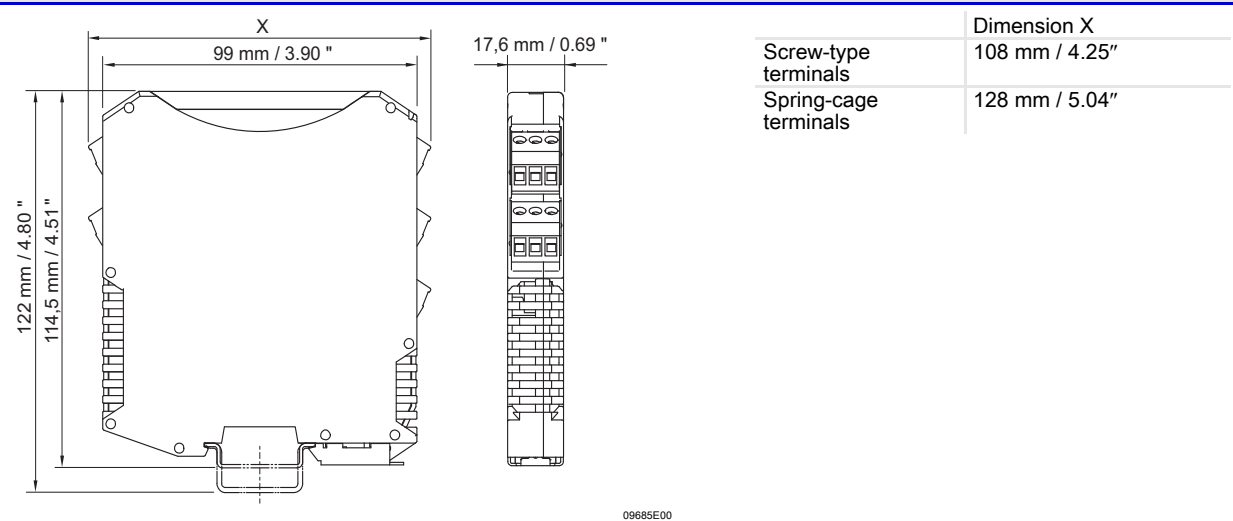 X
99 mm / 3.90 "
17,6 mm / 0.69 "
122 mm / 4.80 "
114,5 mm / 4.51 "
Dimension X
Screw-type
terminals
108 mm / 4.25″
Spring-cage
terminals
128 mm / 5.04″
09685E00